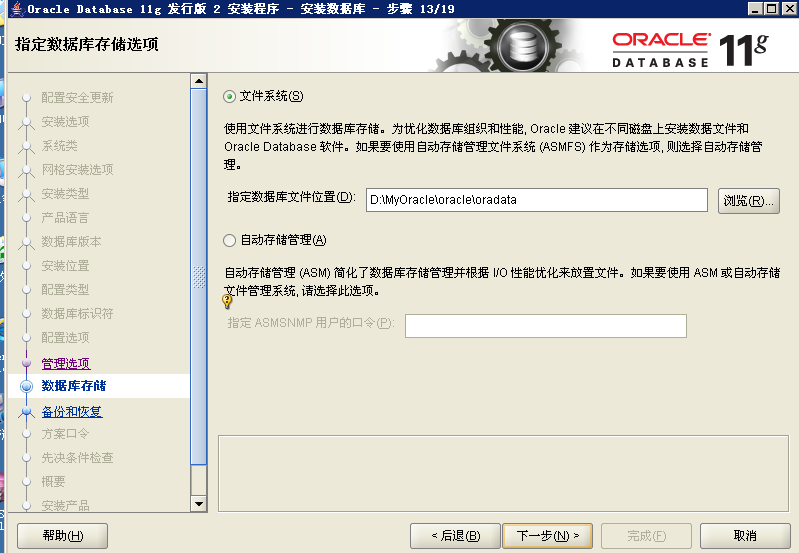 Oracle Database 11g 发行版 2 安装程序 - 安装数据库 - 步骤 13/19
指定数据库存储选项
ORACLE
DATABASE
11g
配置安全更新
安装选项
系统类
网格安装选项
安装类型
产品语言
数据库版本
安装位置
配置类型
数据库标识符
配置选项
管理选项
数据库存储
备份和恢复
方案口令
先决条件检查
概要
安装产品
文件系统(S)
使用文件系统进行数据库存储。为优化数据库组织和性能, Oracle 建议在不同磁盘上安装数据文件和
Oracle Database 软件。如果要使用自动存储管理文件系统 (ASMFS) 作为存储选项, 则选择自动存储管
理。
指定数据库文件位置(D):
D:\MyOracle\oracle\oradata
浏览(R)...
自动存储管理(A)
自动存储管理 (ASM) 简化了数据库存储管理并根据 I/O 性能优化来放置文件。如果要使用 ASM 或自动存储
文件管理系统, 请选择此选项。
指定 ASMSNMP 用户的口令(P):
帮助(H)
< 后退(B)
下一步(N) >
完成(F)
取消